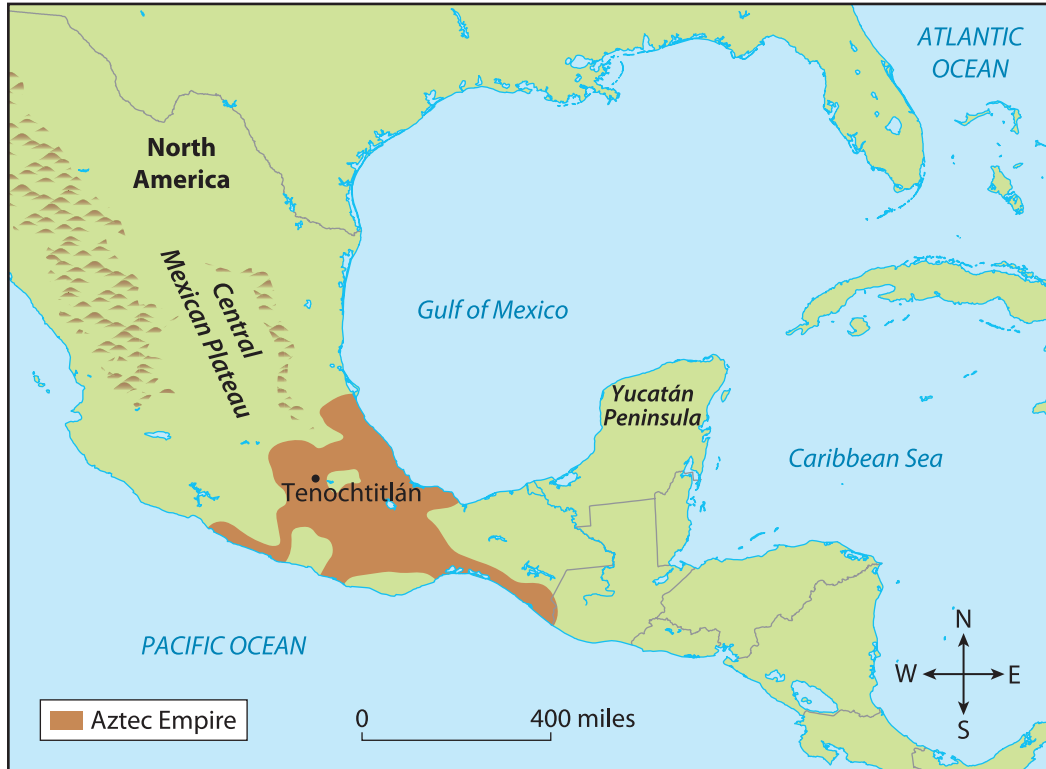 ATLANTIC
OCEAN
North
America
Central
Mexican Plateau
Gulf of Mexico
Yucatán
Peninsula
Caribbean Sea
Tenochtitlán
PACIFIC OCEAN
N
W E
S
Aztec Empire
0 400 miles